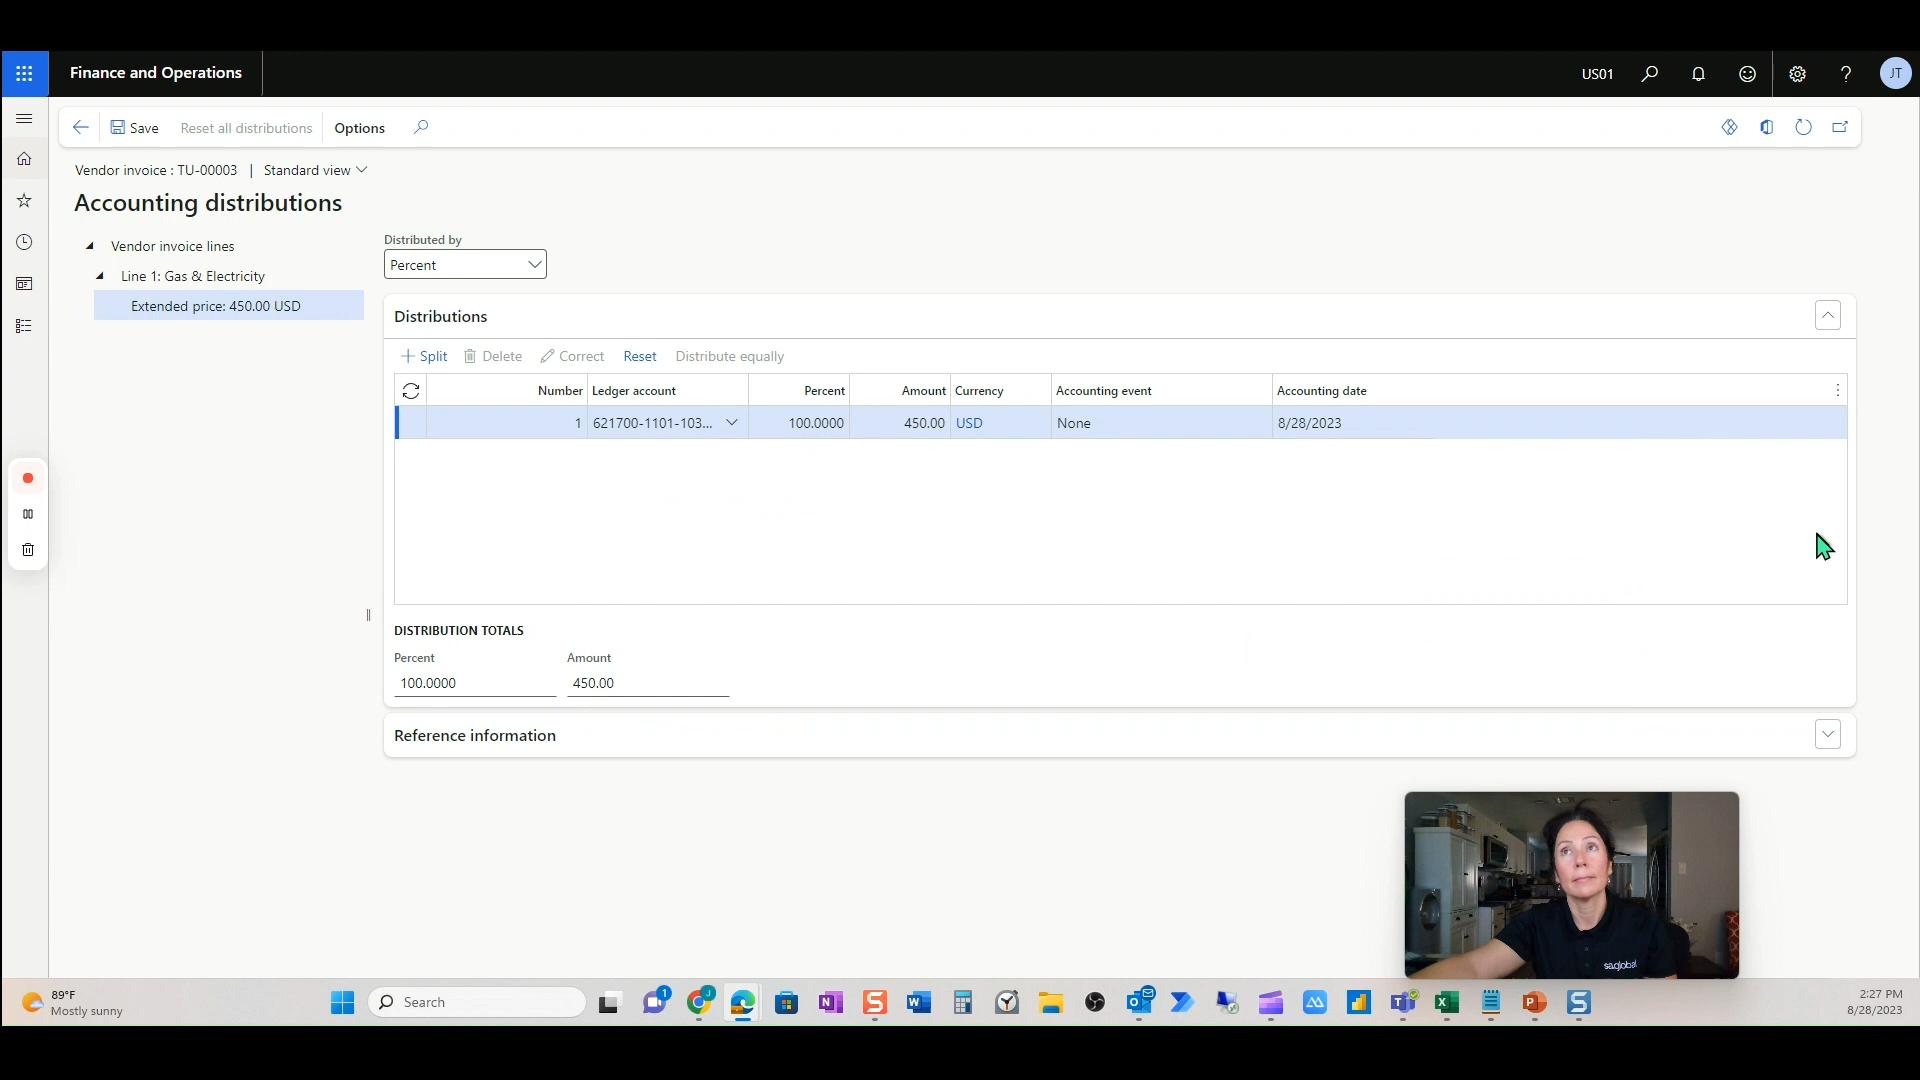 Finance and Operations
US01
JT
Save
Reset all distributions
Options
Vendor invoice : TU-00003 | Standard view
Accounting distributions
Vendor invoice lines
Line 1: Gas & Electricity
Extended price: 450.00 USD
Distributed by
Percent
Distributions
Split Delete Correct Reset Distribute equally
Number Ledger account Percent Amount Currency Accounting event Accounting date
1 621700-1101-103... 100.0000 450.00 USD None 8/28/2023
DISTRIBUTION TOTALS
Percent Amount
100.0000 450.00
Reference information
sa.global
89°F
Mostly sunny
Search
1
2:27 PM
8/28/2023